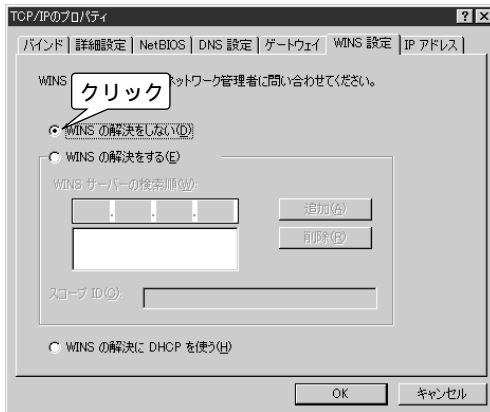 TCP/IPのプロパティ
バインド 詳細設定 NetBIOS DNS 設定 ゲートウェイ WINS 設定 IP アドレス
WINS ネットワーク管理者に問い合わせてください。
クリック
WINS の解決をしない(D)
WINS の解決をする(E)
WINS サーバーの検索順(W):
追加(A)
削除(R)
スコープ ID(C):
WINS の解決に DHCP を使う(H)
OK キャンセル